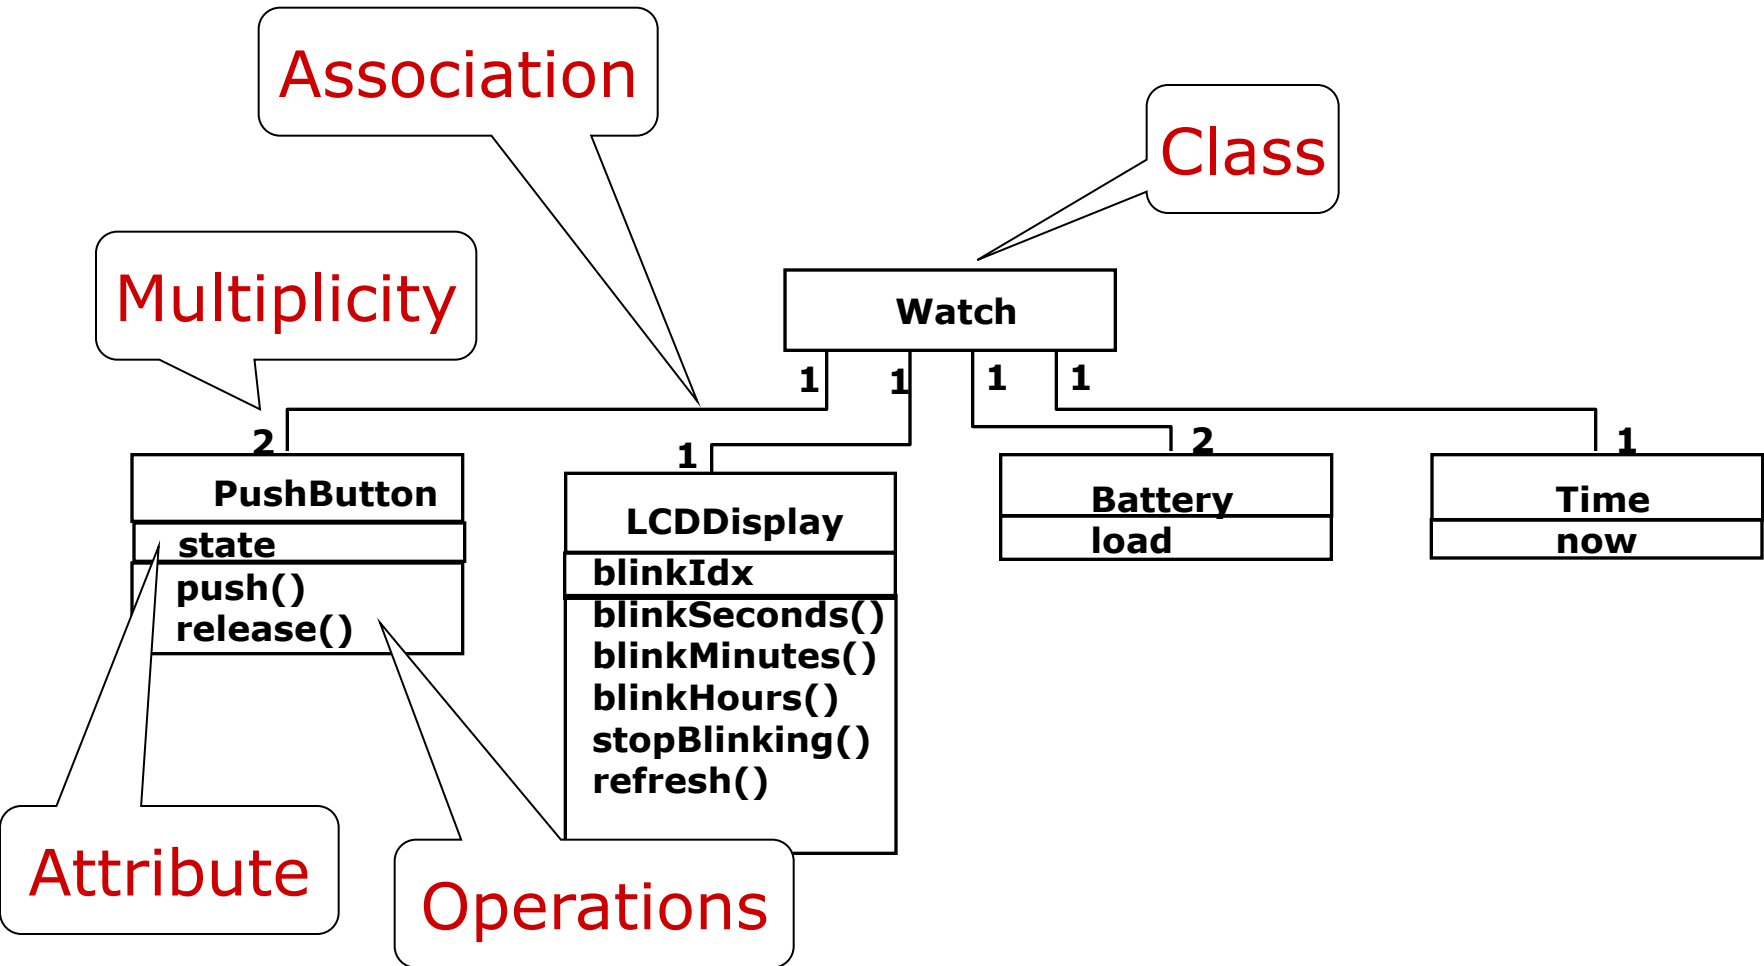 Association
Class
Multiplicity
Watch
1
1
1
1
2
1
2
1
PushButton
state
push()
release()
LCDDisplay
blinkIdx
blinkSeconds()
blinkMinutes()
blinkHours()
stopBlinking()
refresh()
Battery
load
Time
now
Attribute
Operations